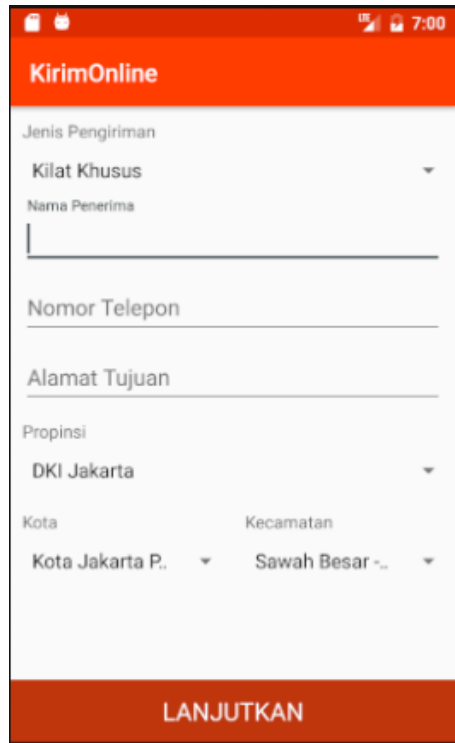 LTE 7:00
KirimOnline
Jenis Pengiriman
Kilat Khusus
Nama Penerima
Nomor Telepon
Alamat Tujuan
Propinsi
DKI Jakarta
Kota Kecamatan
Kota Jakarta P.. Sawah Besar -..
LANJUTKAN